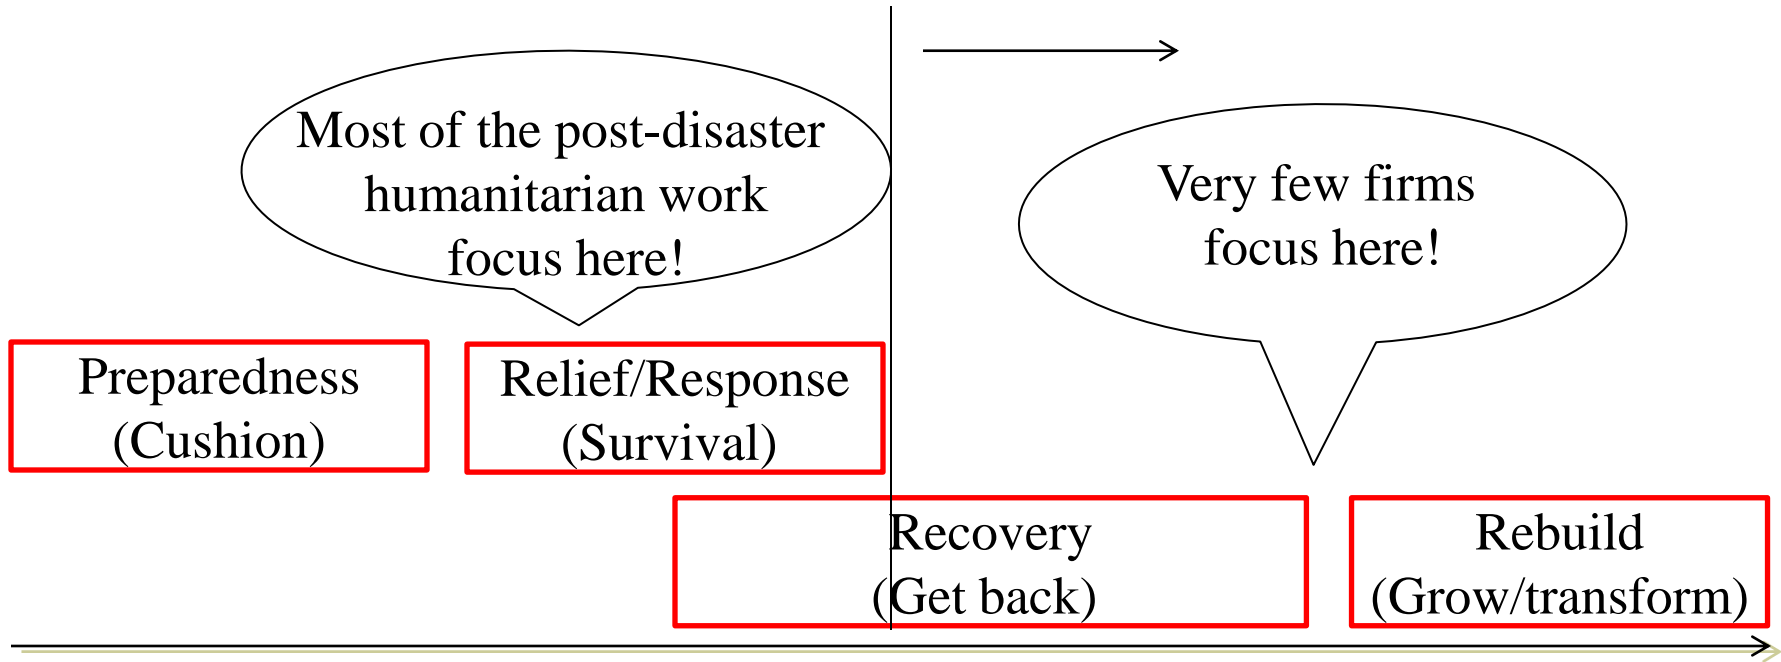 Most of the post-disaster
humanitarian work
focus here!
Very few firms
focus here!
Preparedness
(Cushion)
Relief/Response
(Survival)
Recovery
(Get back)
Rebuild
(Grow/transform)